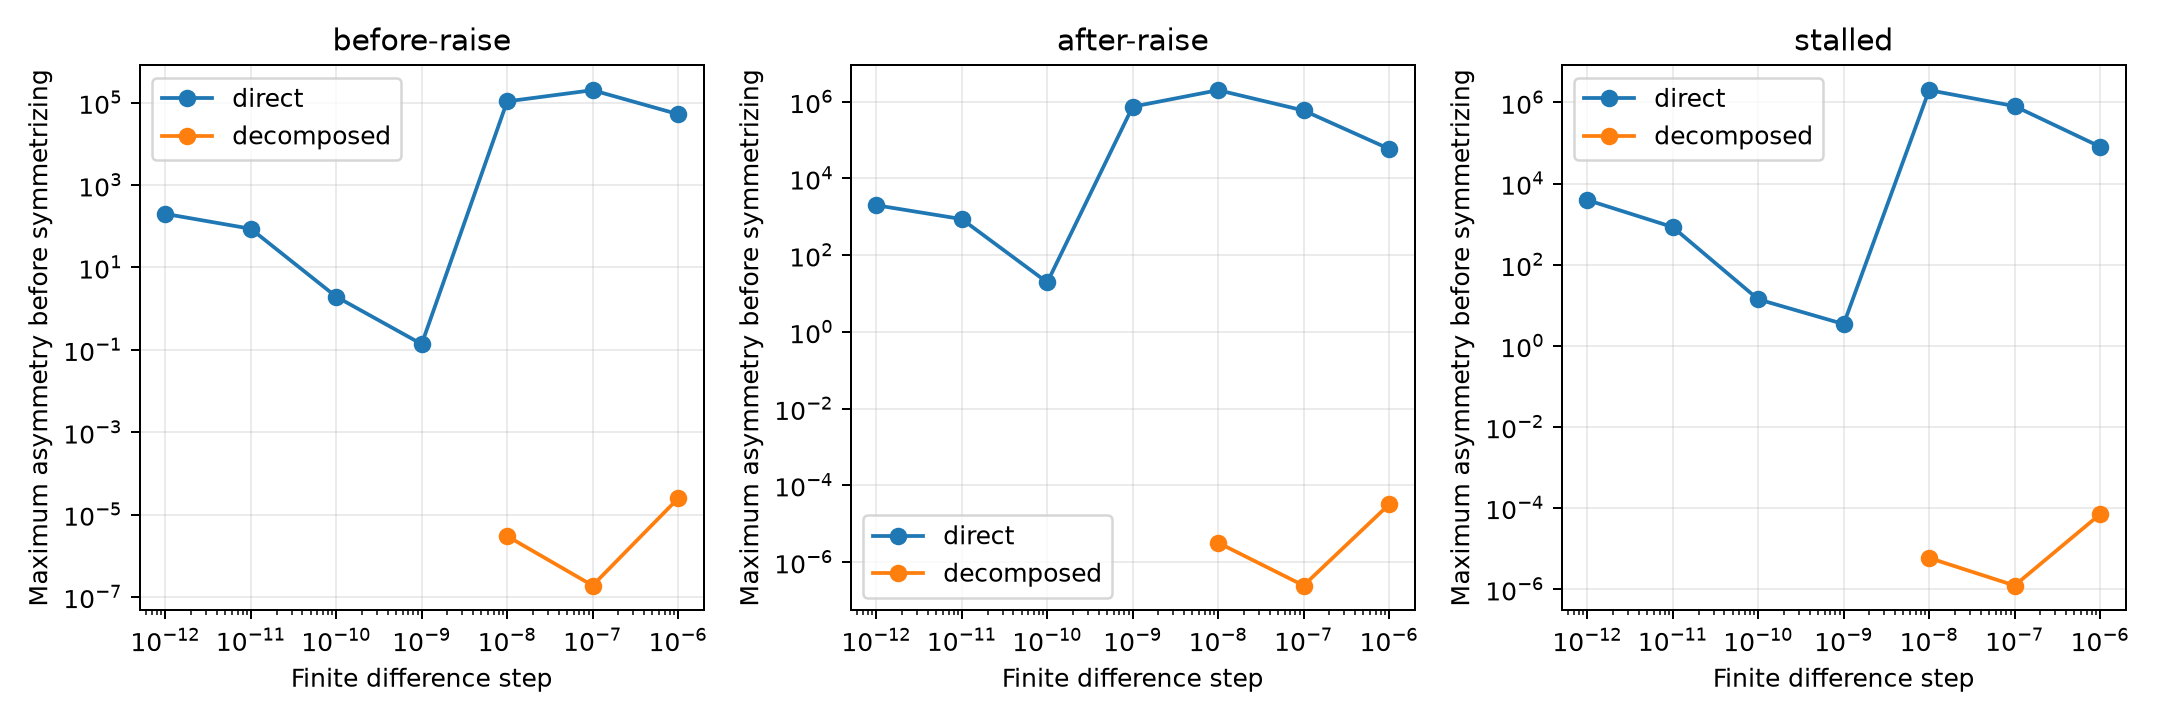 before-raise
Maximum asymmetry before symmetrizing
10^5
10^3
10^1
10^-1
10^-3
10^-5
10^-7
direct
decomposed
10^-12 10^-11 10^-10 10^-9 10^-8 10^-7 10^-6
Finite difference step
after-raise
Maximum asymmetry before symmetrizing
10^6
10^4
10^2
10^0
10^-2
10^-4
10^-6
direct
decomposed
10^-12 10^-11 10^-10 10^-9 10^-8 10^-7 10^-6
Finite difference step
stalled
Maximum asymmetry before symmetrizing
10^6
10^4
10^2
10^0
10^-2
10^-4
10^-6
direct
decomposed
10^-12 10^-11 10^-10 10^-9 10^-8 10^-7 10^-6
Finite difference step